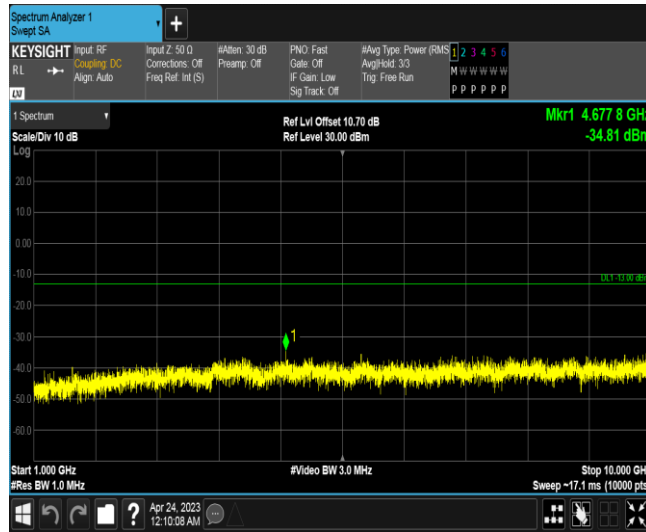 Spectrum Analyzer 1
Swept SA
+
KEYSIGHT
RL
LXI
Input: RF
Coupling: DC
Align: Auto
Input Z: 50 Ω
Corrections: Off
Freq Ref: Int (S)
#Atten: 30 dB
Preamp: Off
PNO: Fast
Gate: Off
IF Gain: Low
Sig Track: Off
#Avg Type: Power (RMS
Avg|Hold: 3/3
Trig: Free Run
1 2 3 4 5 6
M W W W W W
P P P P P P
1 Spectrum
Scale/Div 10 dB
Log
Ref Lvl Offset 10.70 dB
Ref Level 30.00 dBm
Mkr1 4.677 8 GHz
-34.81 dBm
20.0
10.0
0.00
-10.0
-20.0
-30.0
-40.0
-50.0
-60.0
DL1 -13.00 dBm
1
Start 1.000 GHz
#Res BW 1.0 MHz
#Video BW 3.0 MHz
Stop 10.000 GHz
Sweep ~17.1 ms (10000 pts)
?
Apr 24, 2023
12:10:08 AM